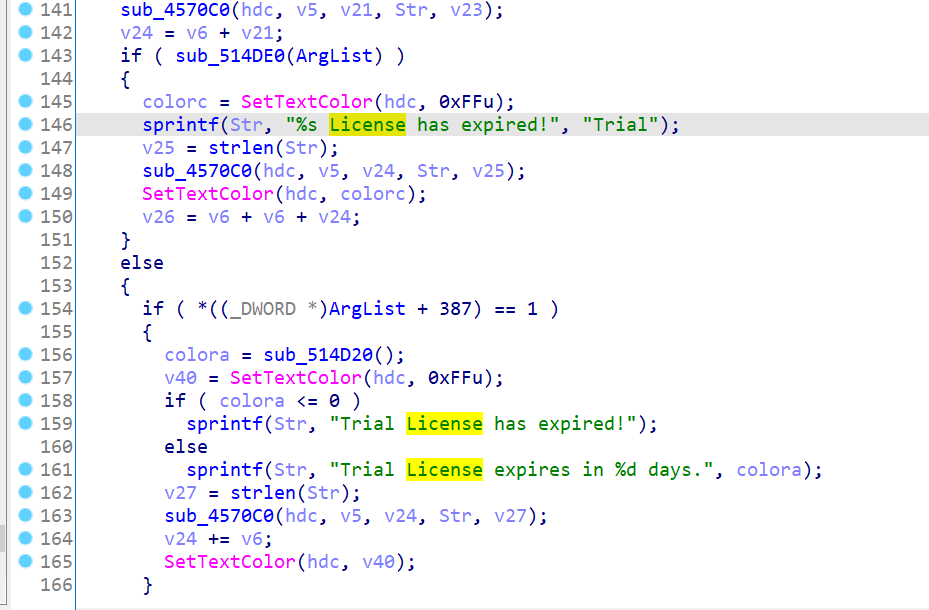 141 sub_4570C0(hdc, v5, v21, Str, v23);
142 v24 = v6 + v21;
143 if ( sub_514DE0(ArgList) )
144 {
145 colorc = SetTextColor(hdc, 0xFFu);
146 sprintf(Str, "%s License has expired!", "Trial");
147 v25 = strlen(Str);
148 sub_4570C0(hdc, v5, v24, Str, v25);
149 SetTextColor(hdc, colorc);
150 v26 = v6 + v6 + v24;
151 }
152 else
153 {
154 if ( *((_DWORD *)ArgList + 387) == 1 )
155 {
156 colora = sub_514D20();
157 v40 = SetTextColor(hdc, 0xFFu);
158 if ( colora <= 0 )
159 sprintf(Str, "Trial License has expired!");
160 else
161 sprintf(Str, "Trial License expires in %d days.", colora);
162 v27 = strlen(Str);
163 sub_4570C0(hdc, v5, v24, Str, v27);
164 v24 += v6;
165 SetTextColor(hdc, v40);
166 }